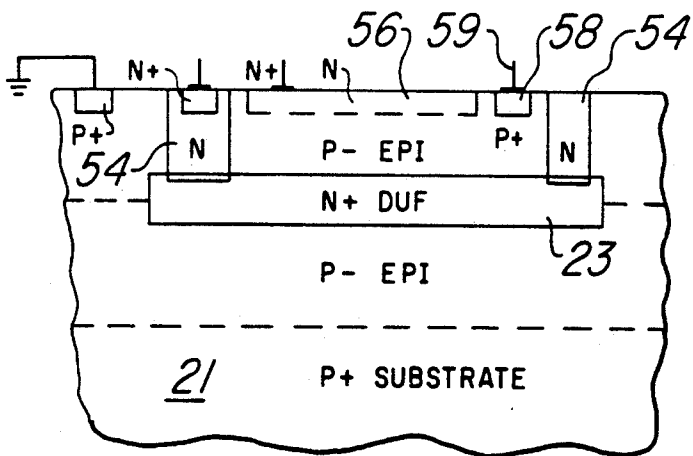 56 59 58 54
N+ N+ N
P+ P+
54 N P- EPI N
N+ DUF
23
P- EPI
21 P+ SUBSTRATE